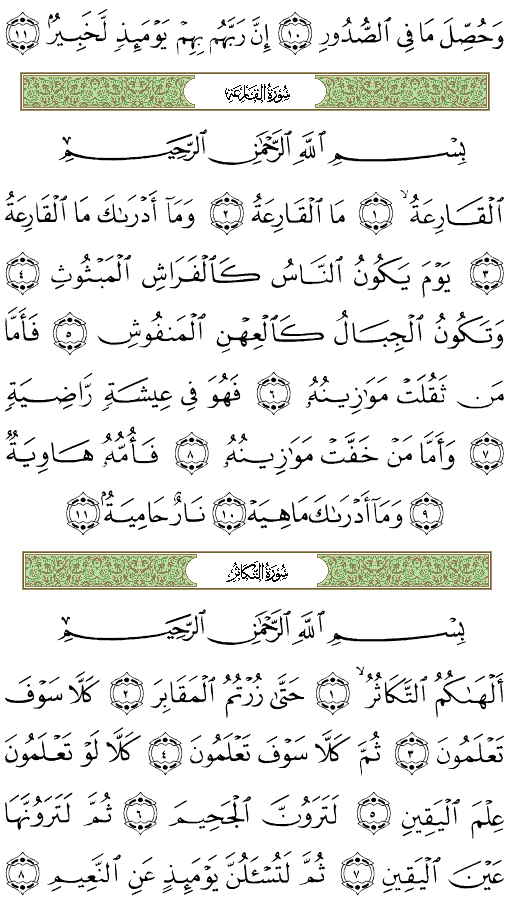 وَحُصِّلَ مَا فِي ٱلصُّدُورِ ١٠ إِنَّ رَبَّهُم بِهِمْ يَوْمَئِذٍ لَّخَبِيرٌۢ ١١
سُورَةُ القَارِعَةِ
بِسْمِ ٱللَّهِ ٱلرَّحْمَٰنِ ٱلرَّحِيمِ
ٱلْقَارِعَةُ ١ مَا ٱلْقَارِعَةُ ٢ وَمَآ أَدْرَىٰكَ مَا ٱلْقَارِعَةُ
٣ يَوْمَ يَكُونُ ٱلنَّاسُ كَٱلْفَرَاشِ ٱلْمَبْثُوثِ ٤
وَتَكُونُ ٱلْجِبَالُ كَٱلْعِهْنِ ٱلْمَنفُوشِ ٥ فَأَمَّا
مَن ثَقُلَتْ مَوَٰزِينُهُۥ ٦ فَهُوَ فِي عِيشَةٍ رَّاضِيَةٍ
٧ وَأَمَّا مَنْ خَفَّتْ مَوَٰزِينُهُۥ ٨ فَأُمُّهُۥ هَاوِيَةٌ
٩ وَمَآ أَدْرَىٰكَ مَا هِيَهْ ١٠ نَارٌ حَامِيَةٌۢ ١١
سُورَةُ التَّكَاثُرِ
بِسْمِ ٱللَّهِ ٱلرَّحْمَٰنِ ٱلرَّحِيمِ
أَلْهَىٰكُمُ ٱلتَّكَاثُرُ ١ حَتَّىٰ زُرْتُمُ ٱلْمَقَابِرَ ٢ كَلَّا سَوْفَ
تَعْلَمُونَ ٣ ثُمَّ كَلَّا سَوْفَ تَعْلَمُونَ ٤ كَلَّا لَوْ تَعْلَمُونَ
عِلْمَ ٱلْيَقِينِ ٥ لَتَرَوُنَّ ٱلْجَحِيمَ ٦ ثُمَّ لَتَرَوُنَّهَا
عَيْنَ ٱلْيَقِينِ ٧ ثُمَّ لَتُسْـَٔلُنَّ يَوْمَئِذٍ عَنِ ٱلنَّعِيمِ ٨